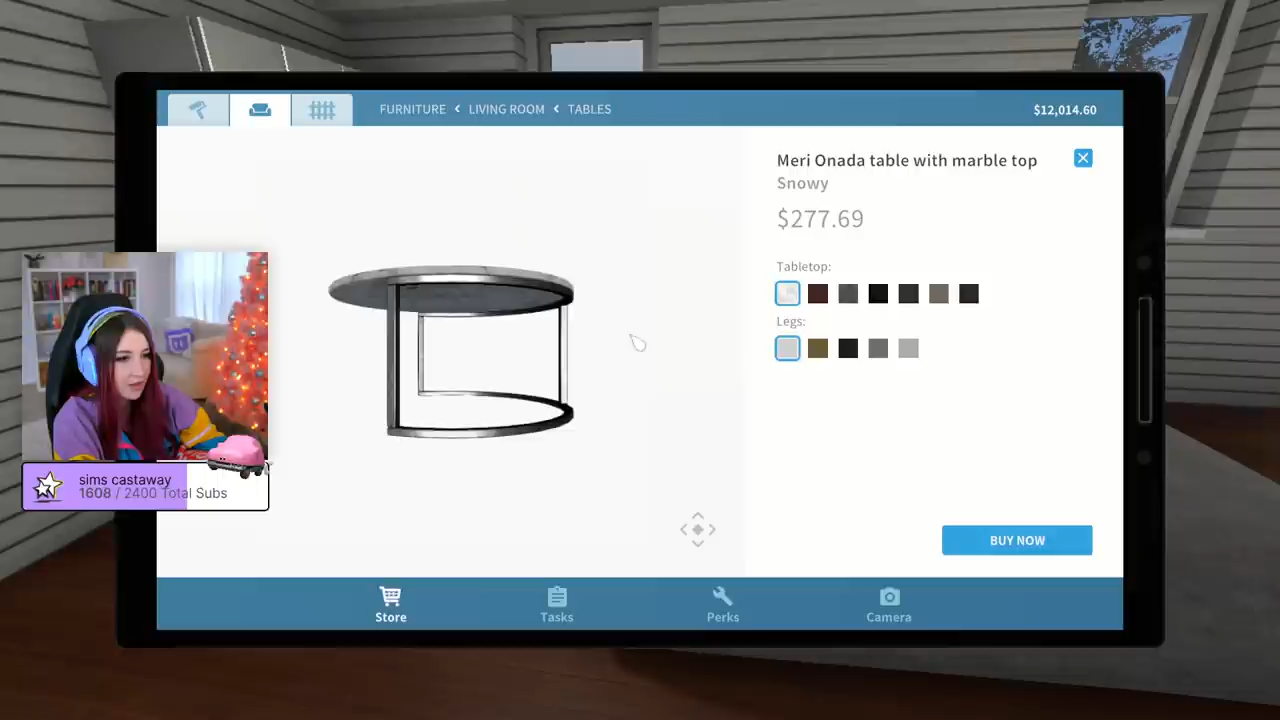 FURNITURE < LIVING ROOM < TABLES
$12,014.60
Meri Onada table with marble top
Snowy
$277.69
Tabletop:
Legs:
sims castaway
1608 / 2400 Total Subs
BUY NOW
Store
Tasks
Perks
Camera